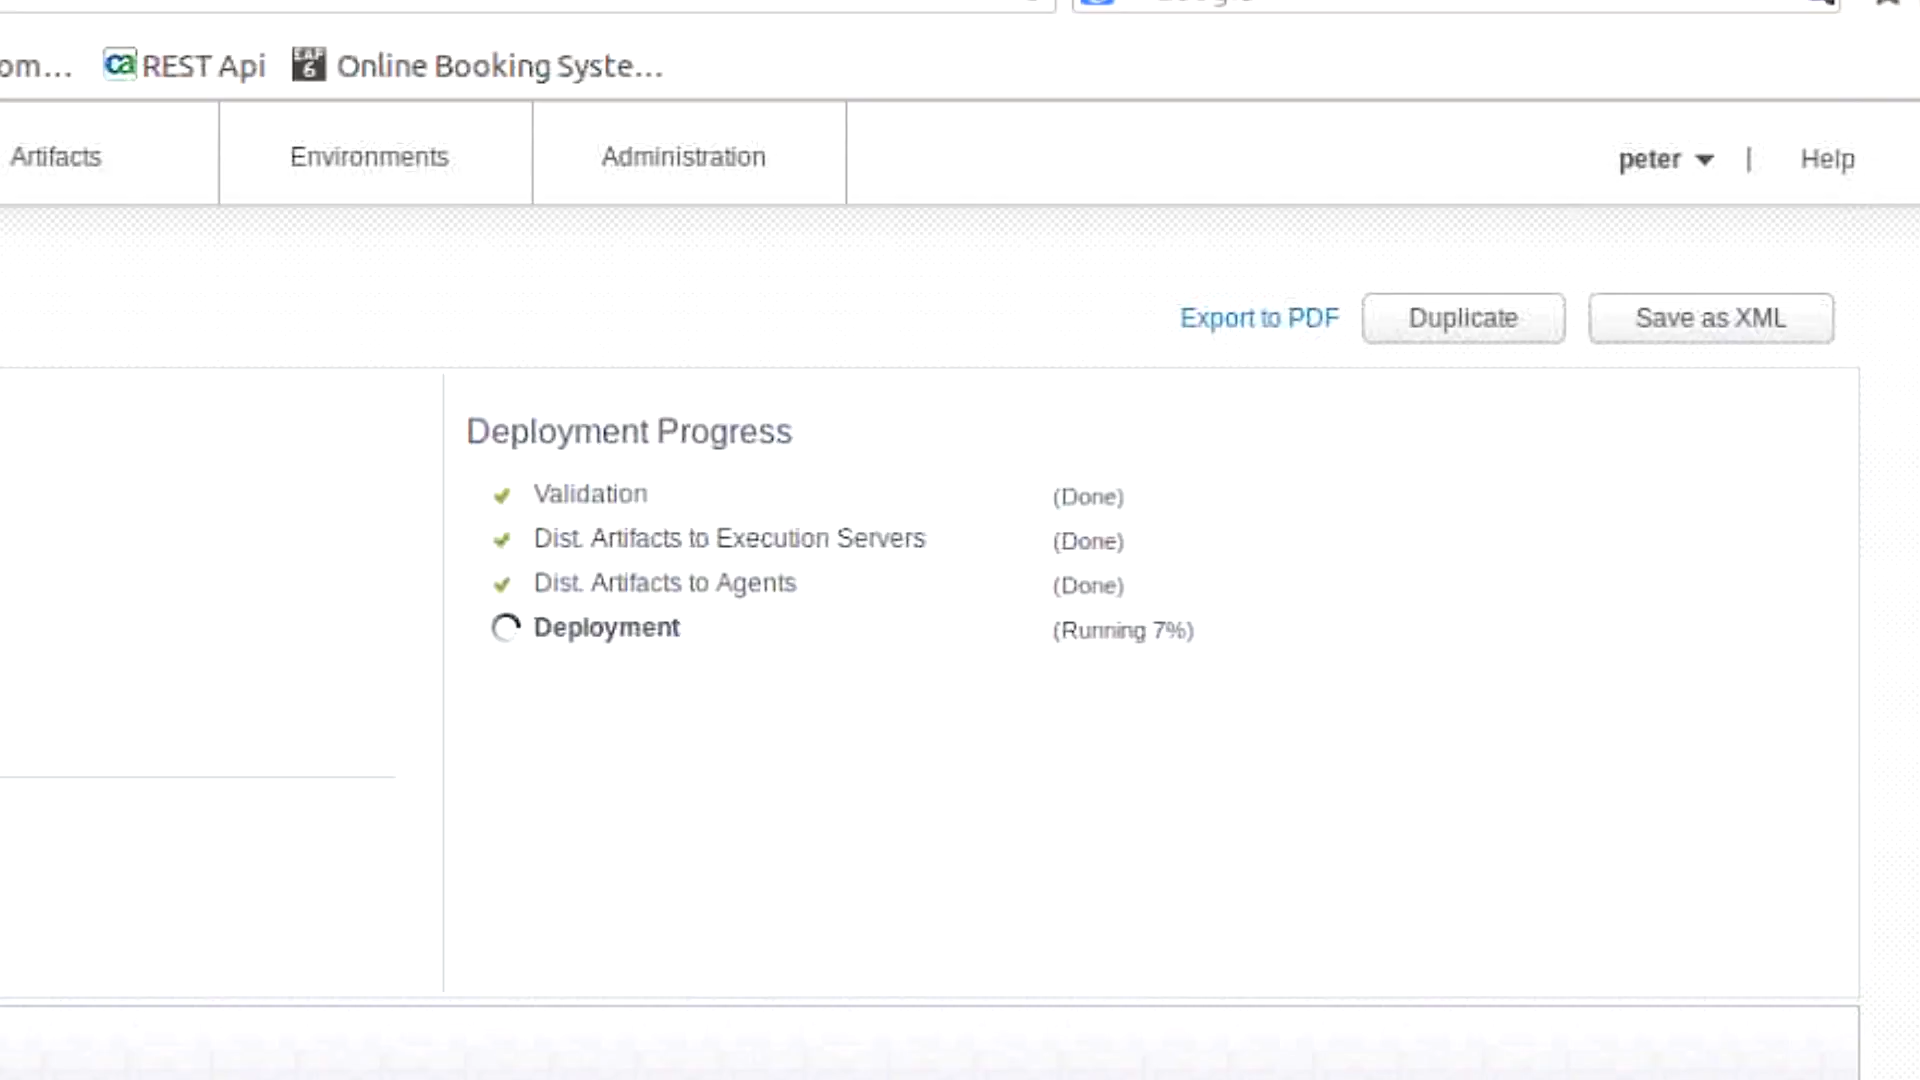 om...
REST Api
Online Booking Syste...
Artifacts
Environments
Administration
peter
|
Help
Export to PDF
Duplicate
Save as XML
Deployment Progress
Validation (Done)
Dist. Artifacts to Execution Servers (Done)
Dist. Artifacts to Agents (Done)
Deployment (Running 7%)